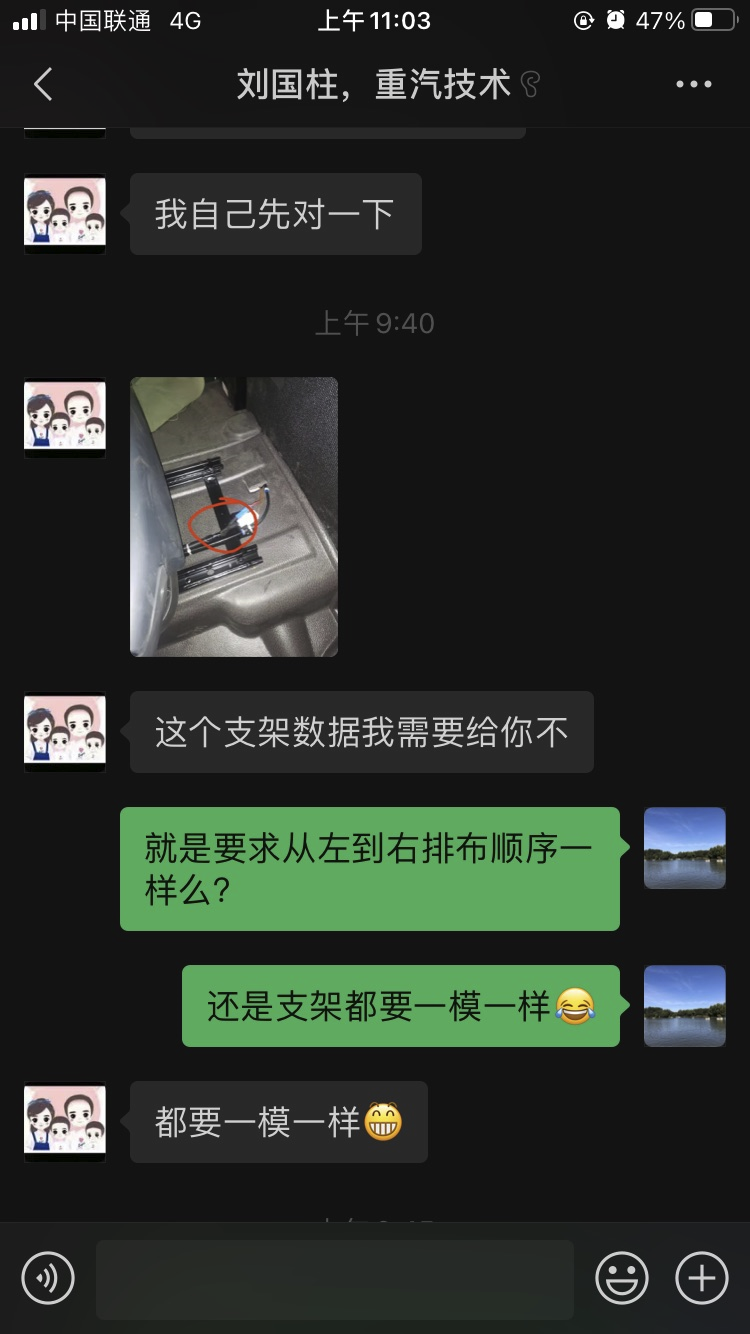 中国联通 4G 上午11:03 47%
刘国柱，重汽技术
我自己先对一下
上午 9:40
这个支架数据我需要给你不
就是要求从左到右排布顺序一
样么?
还是支架都要一模一样😂
都要一模一样😁